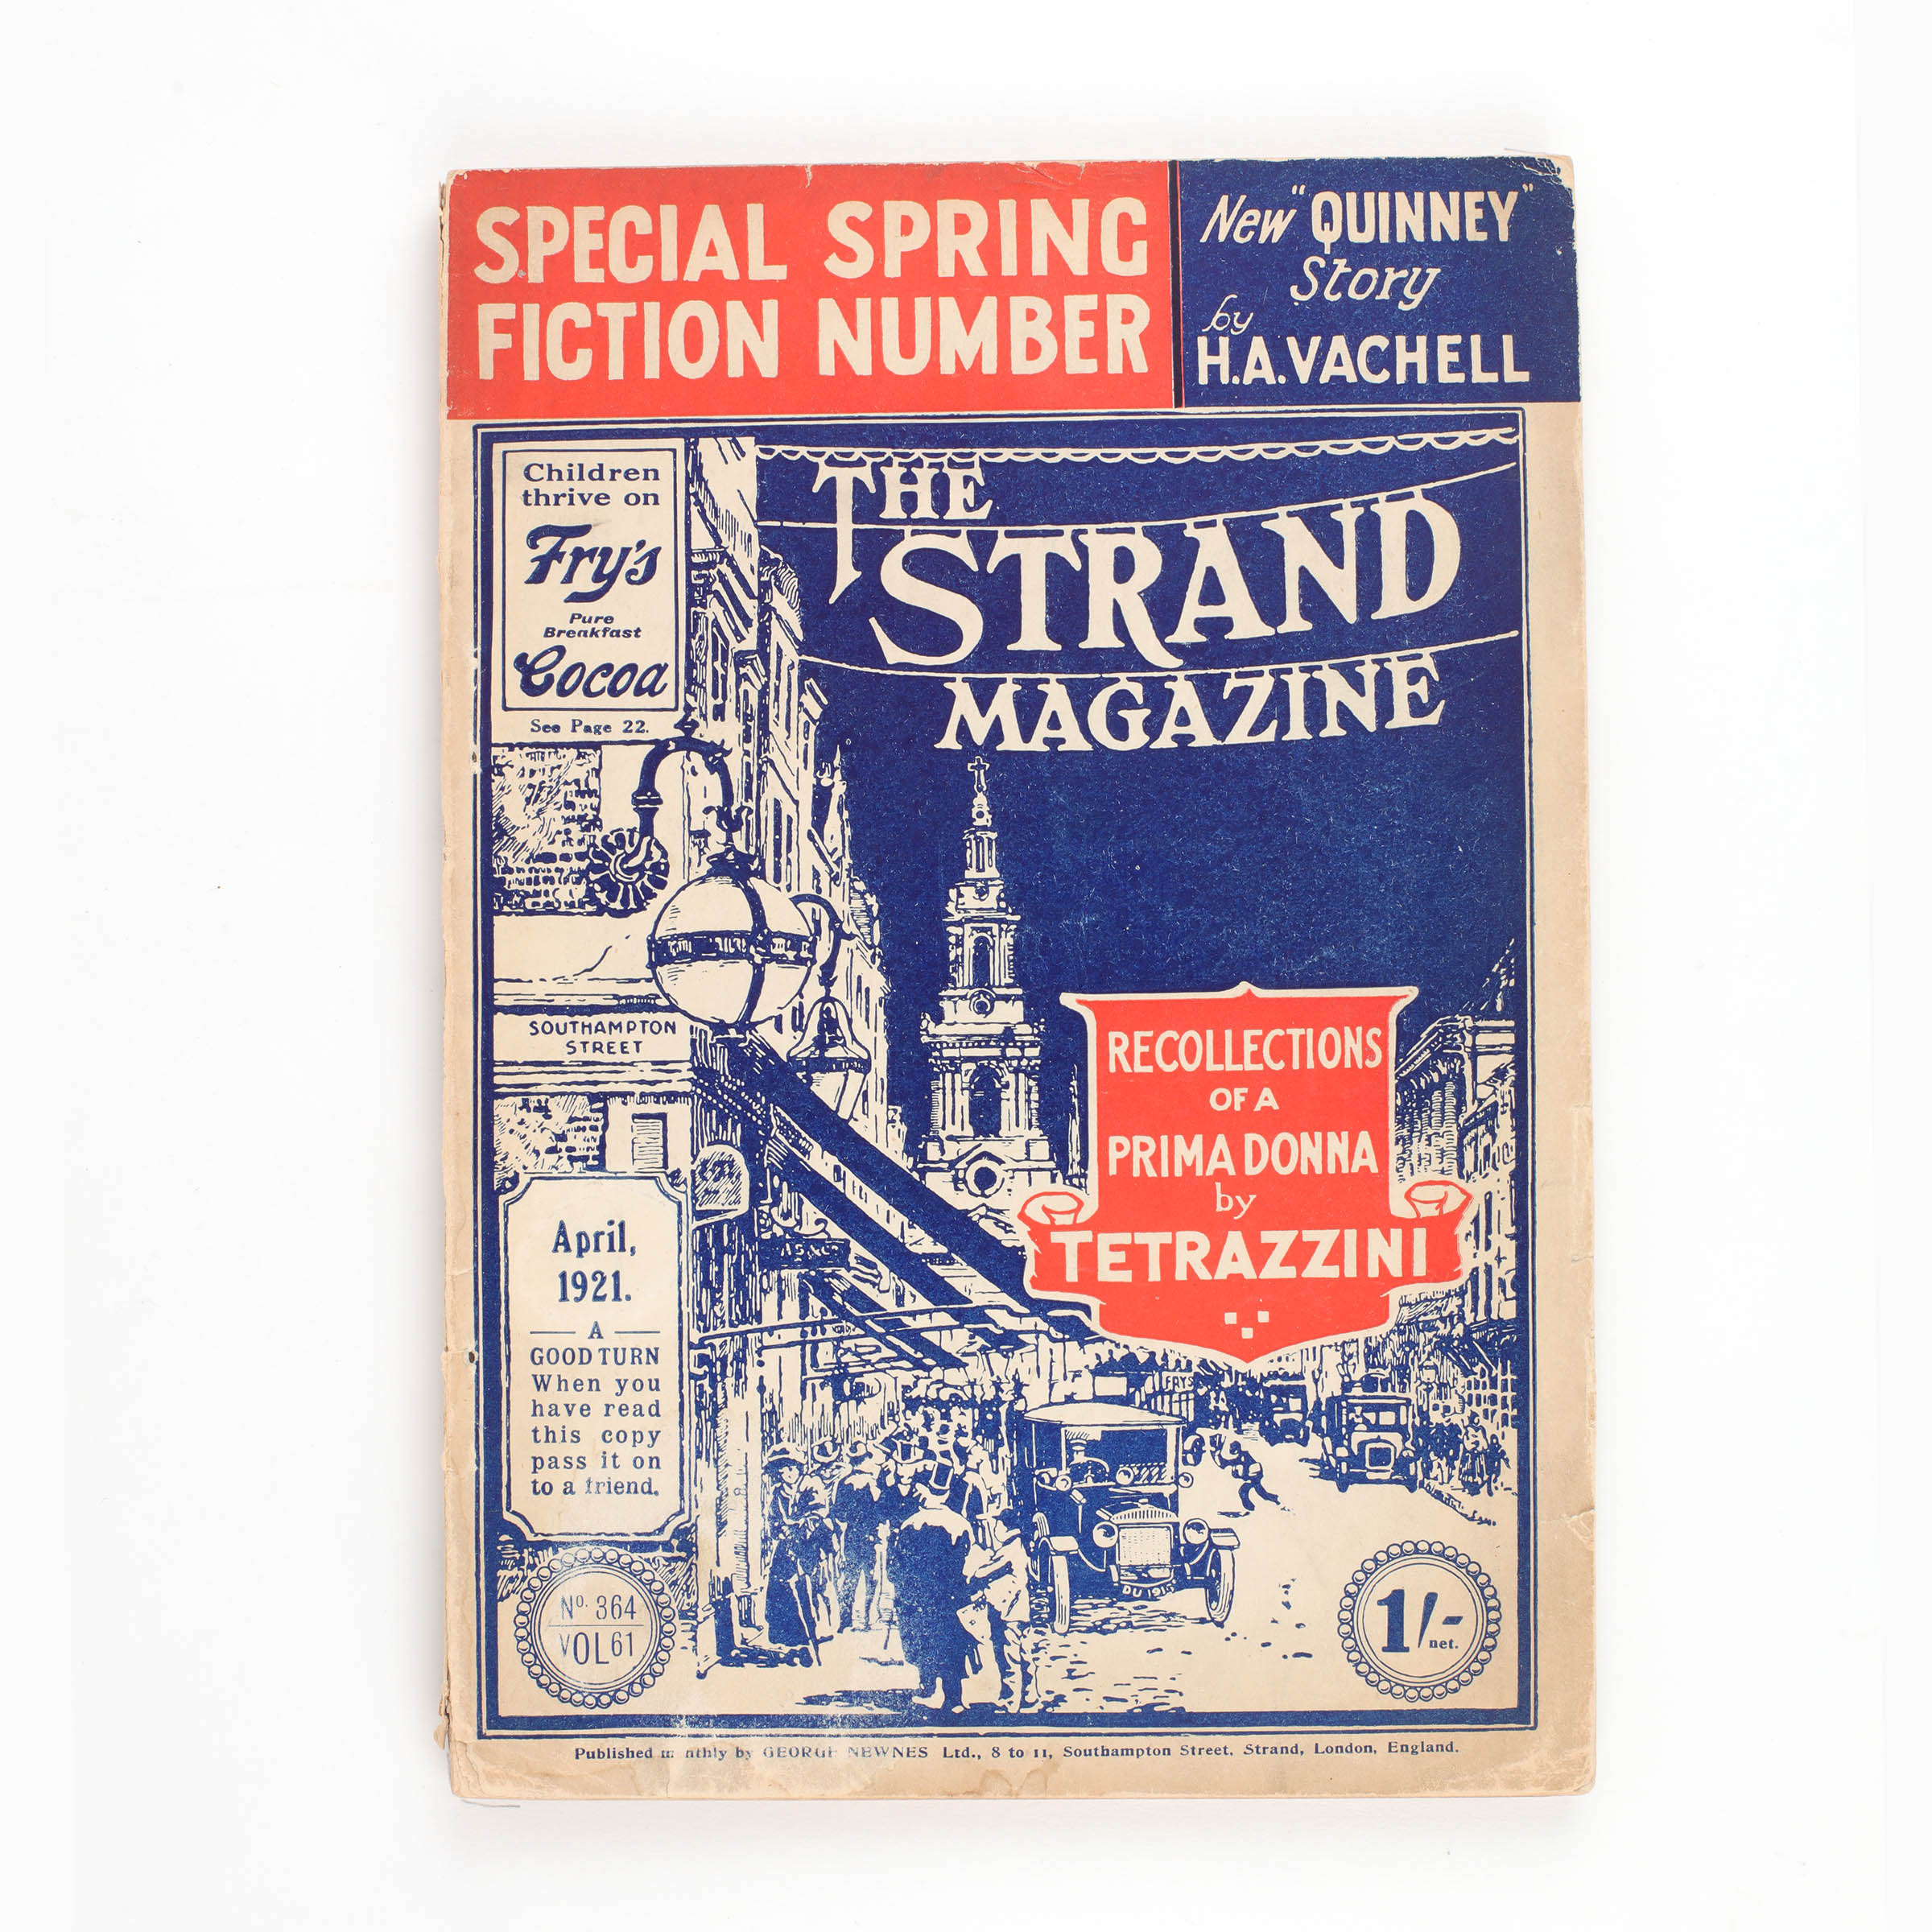 SPECIAL SPRING
FICTION NUMBER
New "QUINNEY"
Story
by
H.A.VACHELL
Children
thrive on
Fry's
Pure
Breakfast
Cocoa
See Page 22.
THE
STRAND
MAGAZINE
SOUTHAMPTON
STREET
RECOLLECTIONS
OF A
PRIMA DONNA
by
TETRAZZINI
April,
1921.
A
GOOD TURN
When you
have read
this copy
pass it on
to a friend.
FRYS
DU 1915
No. 364
VOL 61
1/-
net.
Published monthly by GEORGE NEWNES Ltd., 8 to 11, Southampton Street, Strand, London, England.